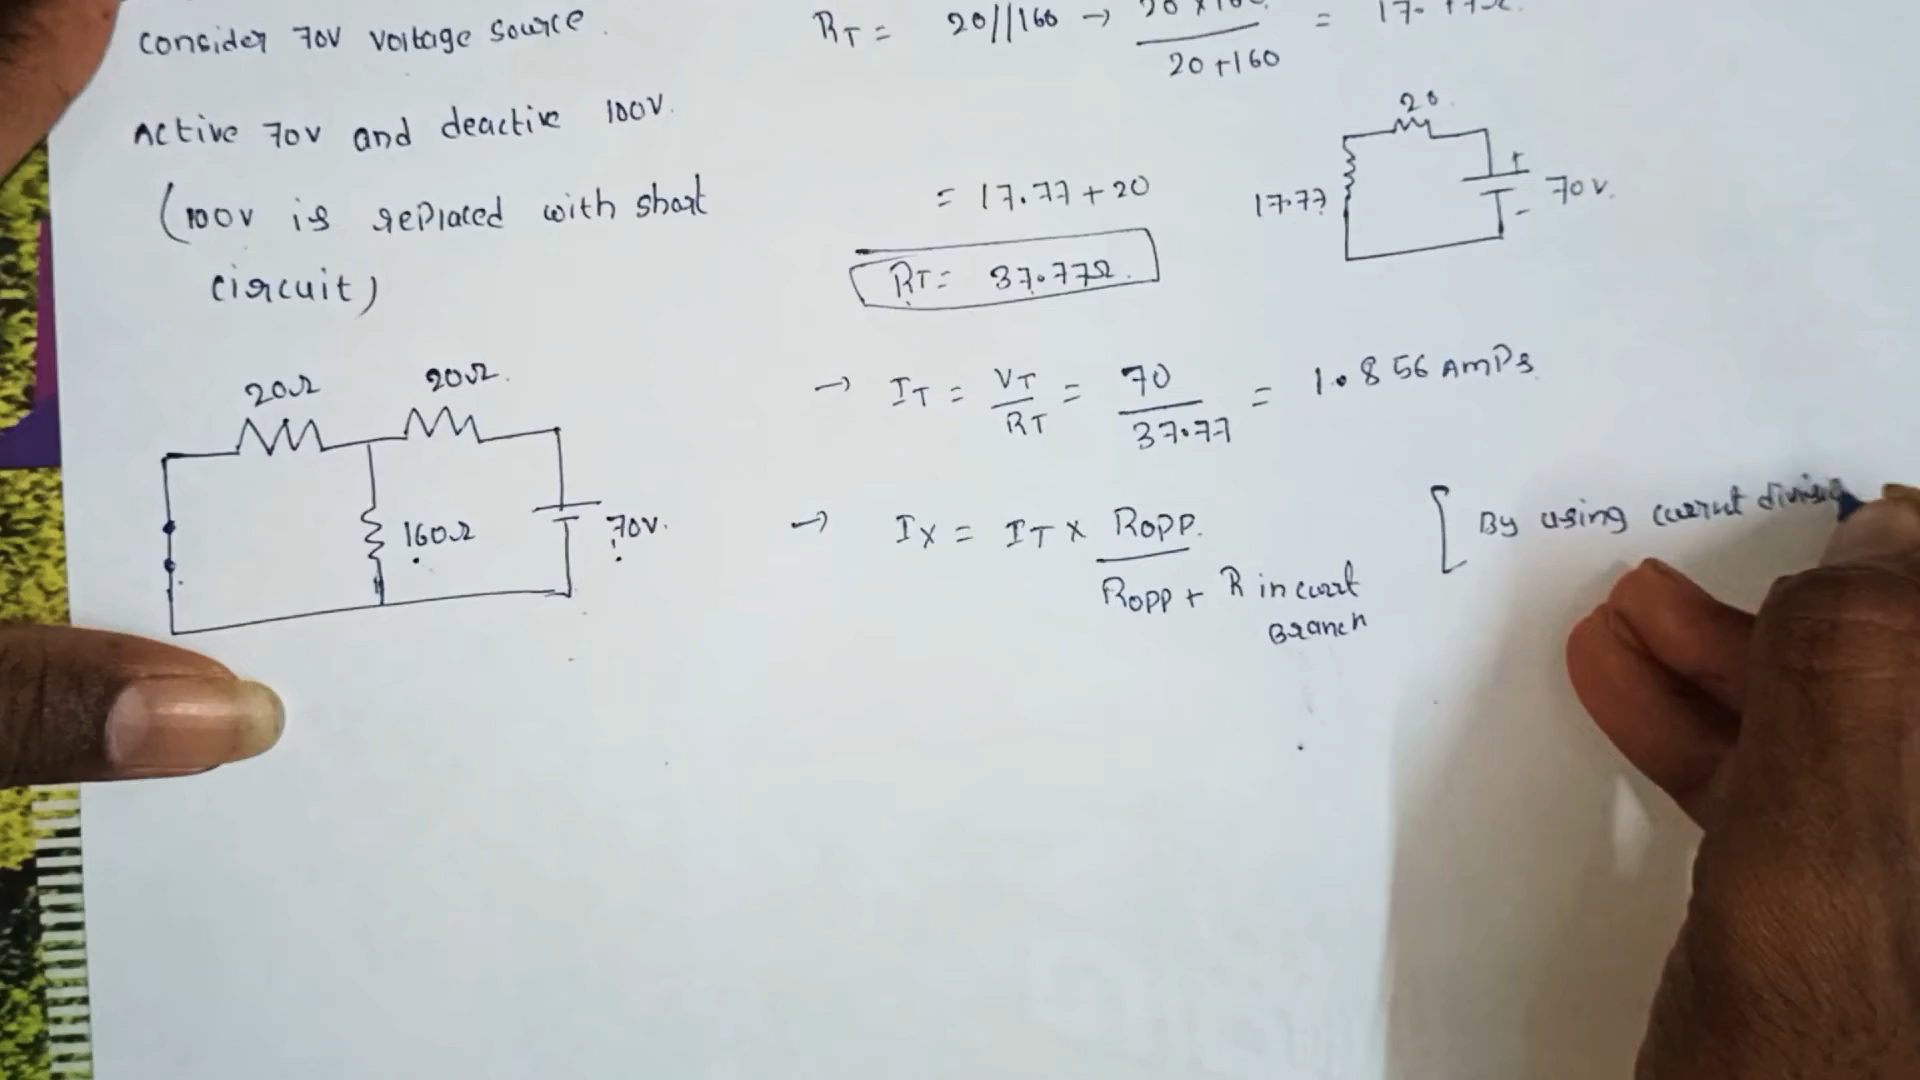 consider 70V voltage source.
Active 70V and deactive 100V.
(100V is replaced with short
circuit)
20Ω
20Ω.
160Ω
70V.
RT = 20//160 →
20+160
=
= 17.77 + 20
RT = 37.77Ω.
20
17.77
+
-
70V.
→ IT = VT/RT = 70/37.77 = 1.856 AMPS
→ IX = IT × ROPP.
ROPP + R in
Branch
[ By using